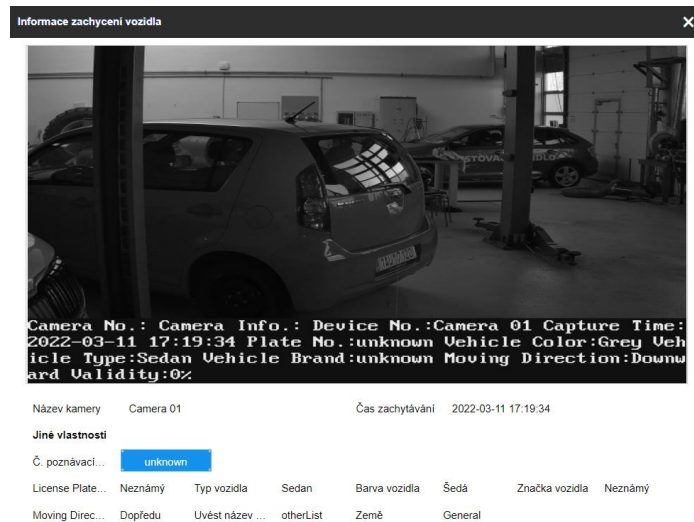 Informace zachycení vozidla
Camera No.: Camera Info.: Device No.:Camera 01 Capture Time:
2022-03-11 17:19:34 Plate No.:unknown Vehicle Color:Grey Veh
icle Type:Sedan Vehicle Brand:unknown Moving Direction:Downw
ard Validity:0%
Název kamery Camera 01 Čas zachytávání 2022-03-11 17:19:34
Jiné vlastnosti
Č. poznávací... unknown
License Plate... Neznámý Typ vozidla Sedan Barva vozidla Šedá Značka vozidla Neznámý
Moving Direc... Dopředu Uvést název ... otherList Země General